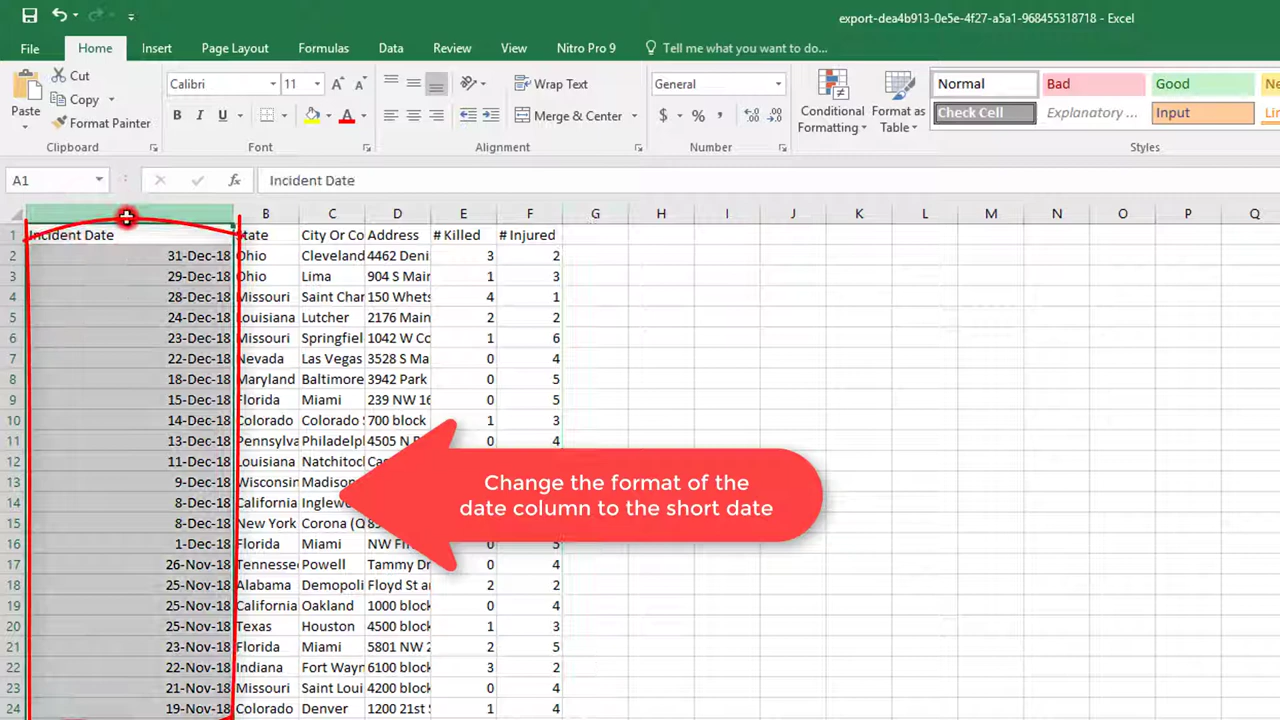 export-dea4b913-0e5e-4f27-a5a1-968455318718 - Excel
File Home Insert Page Layout Formulas Data Review View Nitro Pro 9 Tell me what you want to do...
Cut
Copy
Format Painter
Paste
Clipboard
Calibri 11
B I U
Font
Wrap Text
Merge & Center
Alignment
General
$ %
Number
Conditional Formatting
Format as Table
Normal Bad Good
Check Cell Explanatory ... Input
Styles
A1 fx Incident Date
B C D E F G H I J K L M N O P Q
1 Incident Date State City Or Co Address # Killed # Injured
2 31-Dec-18 Ohio Cleveland 4462 Deni 3 2
3 29-Dec-18 Ohio Lima 904 S Main 1 3
4 28-Dec-18 Missouri Saint Char 150 Whets 4 1
5 24-Dec-18 Louisiana Lutcher 2176 Main 2 2
6 23-Dec-18 Missouri Springfiel 1042 W Co 1 6
7 22-Dec-18 Nevada Las Vegas 3528 S Ma 0 4
8 18-Dec-18 Maryland Baltimore 3942 Park 0 5
9 15-Dec-18 Florida Miami 239 NW 16 0 5
10 14-Dec-18 Colorado Colorado 700 block 1 3
11 13-Dec-18 Pennsylva Philadelp 4505 N 0 4
12 11-Dec-18 Louisiana Natchitoc
13 9-Dec-18 Wisconsin Madison
14 8-Dec-18 California Inglew
15 8-Dec-18 New York Corona (Q
16 1-Dec-18 Florida Miami NW 0 5
17 26-Nov-18 Tennesse Powell Tammy Dr 0 4
18 25-Nov-18 Alabama Demopoli Floyd St a 2 2
19 25-Nov-18 California Oakland 1000 block 0 4
20 25-Nov-18 Texas Houston 4500 block 1 3
21 23-Nov-18 Florida Miami 5801 NW 2 2 5
22 22-Nov-18 Indiana Fort Wayn 6100 block 3 2
23 21-Nov-18 Missouri Saint Loui 4200 block 0 4
24 19-Nov-18 Colorado Denver 1200 21st 1 4
Change the format of the
date column to the short date